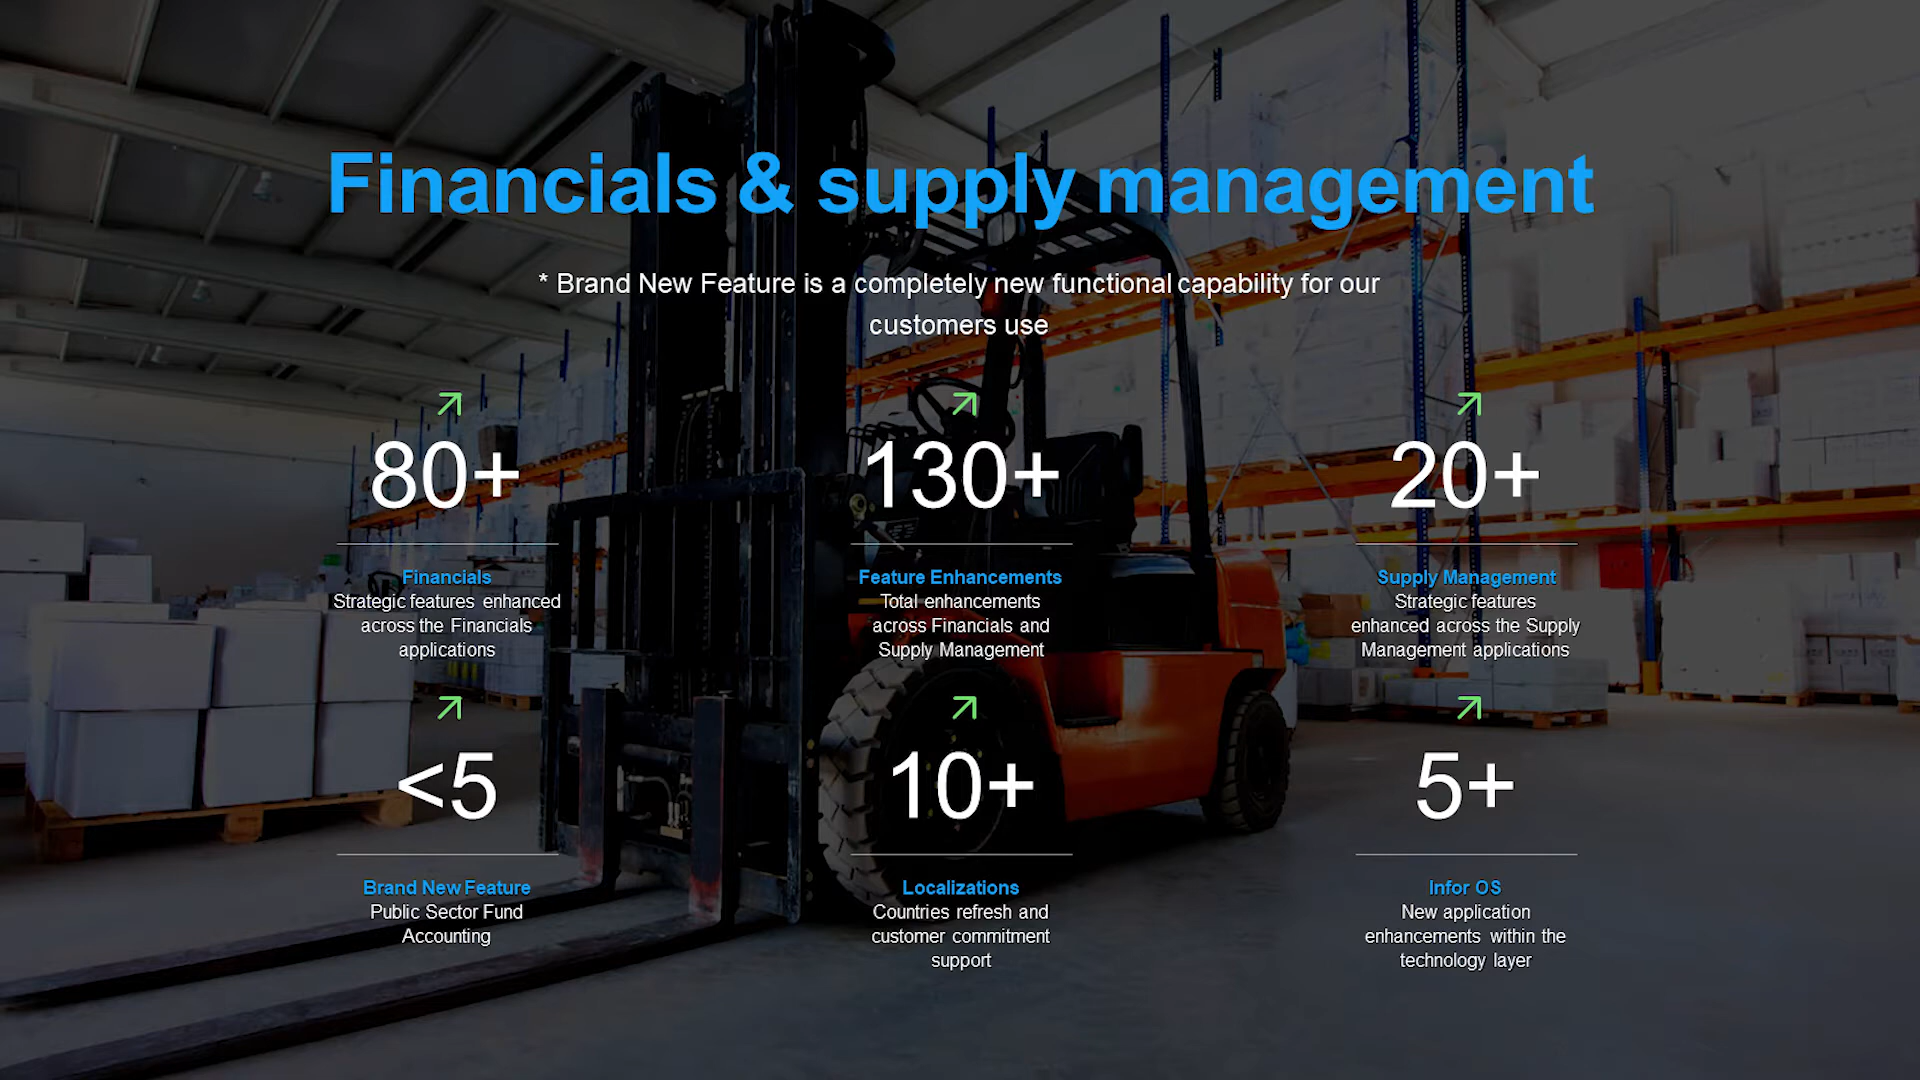 Financials & supply management
* Brand New Feature is a completely new functional capability for our
customers use
80+
Financials
Strategic features enhanced
across the Financials
applications
130+
Feature Enhancements
Total enhancements
across Financials and
Supply Management
20+
Supply Management
Strategic features
enhanced across the Supply
Management applications
<5
Brand New Feature
Public Sector Fund
Accounting
10+
Localizations
Countries refresh and
customer commitment
support
5+
Infor OS
New application
enhancements within the
technology layer